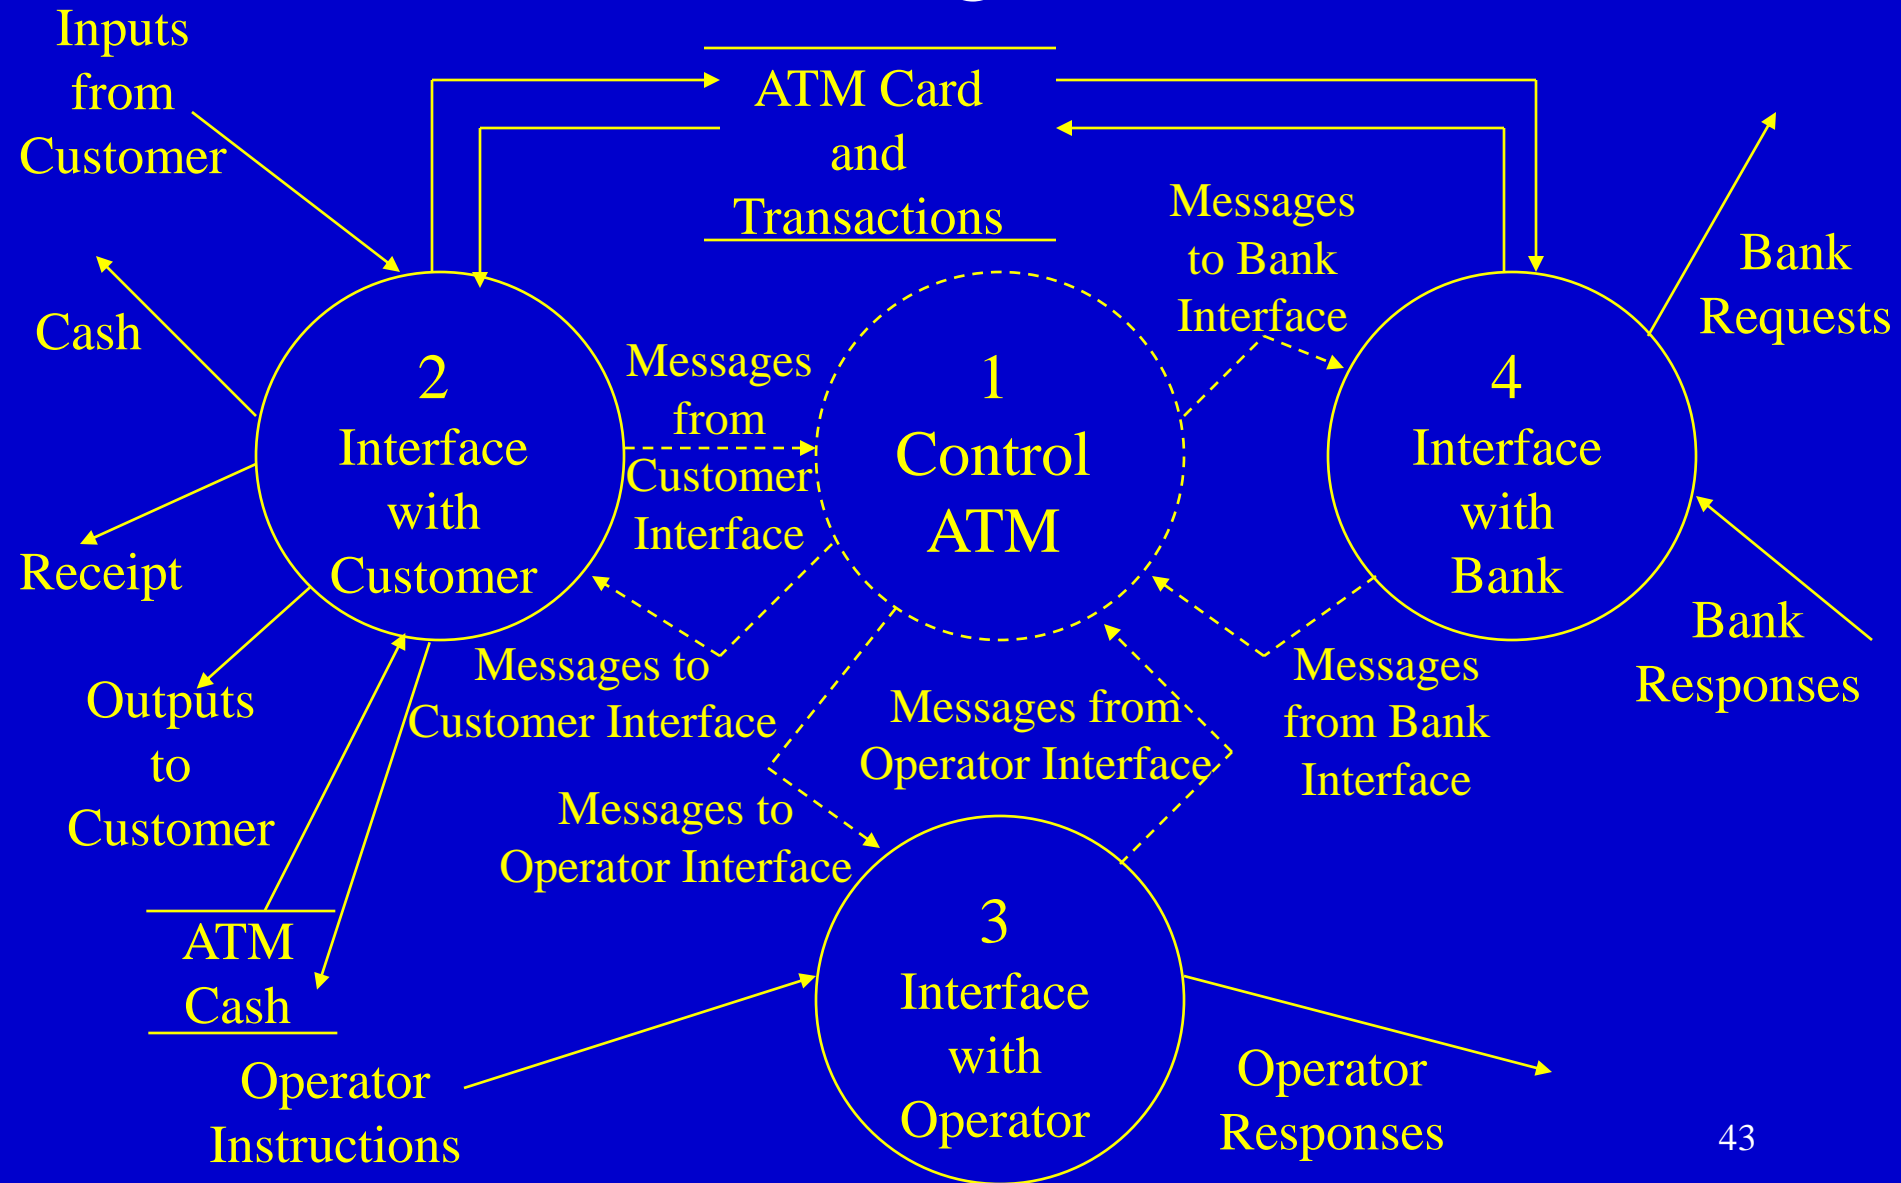 Inputs
from
Customer
ATM Card
and
Transactions
Messages
to Bank
Interface
Bank
Requests
Cash
2
Interface
with
Customer
Messages
from
Customer
Interface
1
Control
ATM
4
Interface
with
Bank
Receipt
Bank
Responses
Outputs
to
Customer
Messages to
Customer Interface
Messages from
Operator Interface
Messages
from Bank
Interface
Messages to
Operator Interface
ATM
Cash
3
Interface
with
Operator
Operator
Instructions
Operator
Responses
43